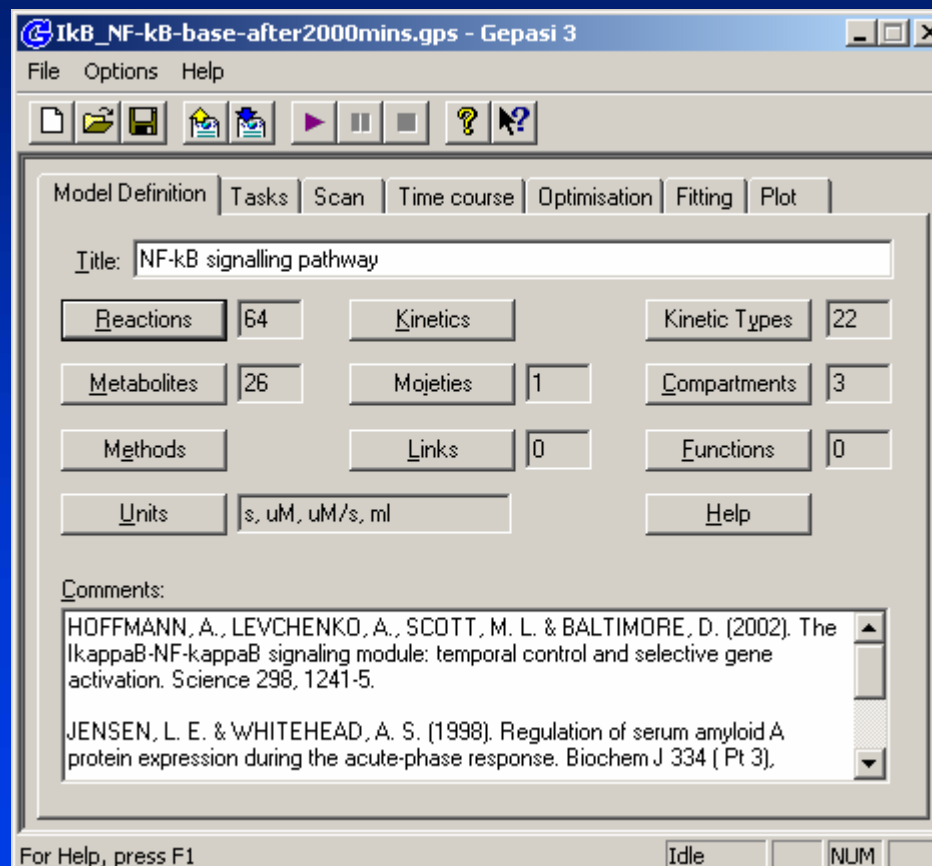 IkB_NF-kB-base-after2000mins.gps - Gepasi 3
File Options Help
Model Definition Tasks Scan Time course Optimisation Fitting Plot
Title: NF-kB signalling pathway
Reactions 64 Kinetics Kinetic Types 22
Metabolites 26 Moieties 1 Compartments 3
Methods Links 0 Functions 0
Units s, uM, uM/s, ml Help
Comments:
HOFFMANN, A., LEVCHENKO, A., SCOTT, M. L. & BALTIMORE, D. (2002). The
IkappaB-NF-kappaB signaling module: temporal control and selective gene
activation. Science 298, 1241-5.
JENSEN, L. E. & WHITEHEAD, A. S. (1998). Regulation of serum amyloid A
protein expression during the acute-phase response. Biochem J 334 ( Pt 3),
For Help, press F1 Idle NUM